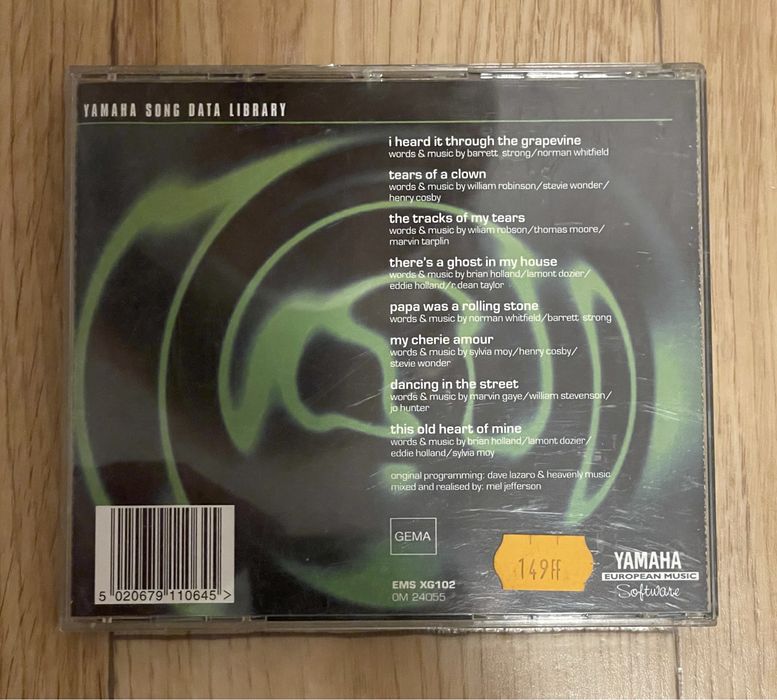 YAMAHA SONG DATA LIBRARY
i heard it through the grapevine
words & music by barrett strong/norman whitfield
tears of a clown
words & music by william robinson/stevie wonder/
henry cosby
the tracks of my tears
words & music by wiliam robson/thomas moore/
marvin tarplin
there's a ghost in my house
words & music by brian holland/lamont dozier/
eddie holland/r.dean taylor
papa was a rolling stone
words & music by norman whitfield/barrett strong
my cherie amour
words & music by sylvia moy/henry cosby/
stevie wonder
dancing in the street
words & music by marvin gaye/william stevenson/
jo hunter
this old heart of mine
words & music by brian holland/lamont dozier/
eddie holland/sylvia moy
original programming: dave lazaro & heavenly music
mixed and realised by: mel jefferson
GEMA
149FF
YAMAHA
EUROPEAN MUSIC
Software
EMS XG102
OM 24055
5 020679 110645 >